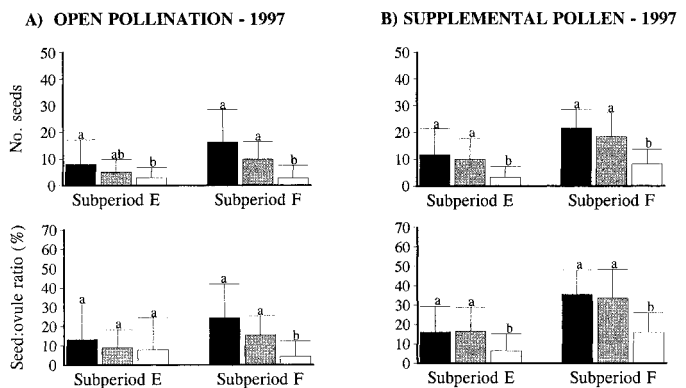 A) OPEN POLLINATION - 1997
B) SUPPLEMENTAL POLLEN - 1997
No. seeds
50
40
30
20
10
0
a
ab
b
a
a
b
Subperiod E
Subperiod F
50
40
30
20
10
0
a
a
b
a
a
b
Subperiod E
Subperiod F
Seed:ovule ratio (%)
70
60
50
40
30
20
10
0
a
a
a
a
a
b
Subperiod E
Subperiod F
70
60
50
40
30
20
10
0
a
a
b
a
a
b
Subperiod E
Subperiod F